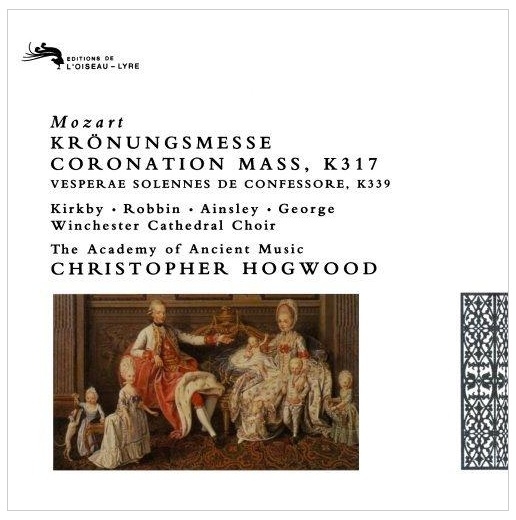 EDITIONS DE
L'OISEAU-LYRE
Mozart
KRÖNUNGSMESSE
CORONATION MASS, K317
VESPERAE SOLENNES DE CONFESSORE, K339
Kirkby • Robbin • Ainsley • George
Winchester Cathedral Choir
The Academy of Ancient Music
CHRISTOPHER HOGWOOD